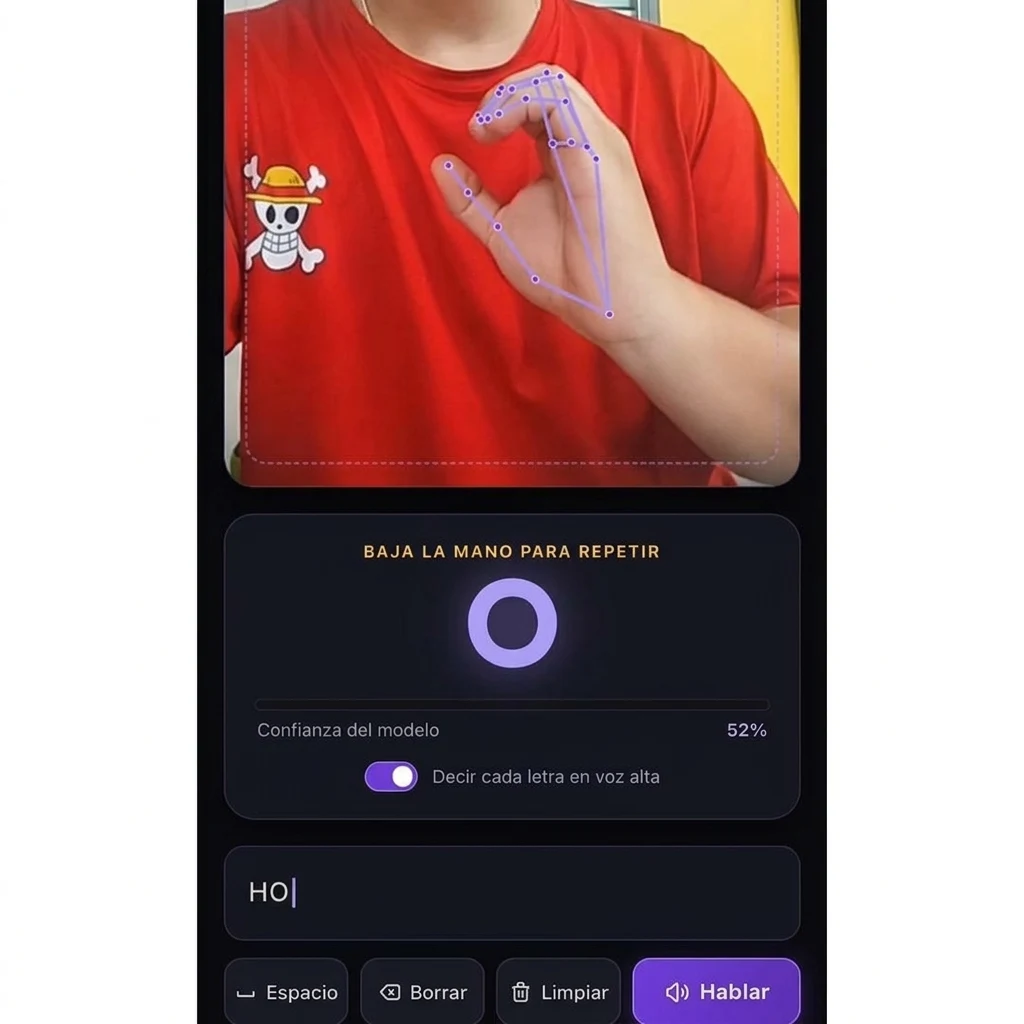 BAJA LA MANO PARA REPETIR
O
Confianza del modelo 52%
Decir cada letra en voz alta
HO
Espacio Borrar Limpiar Hablar